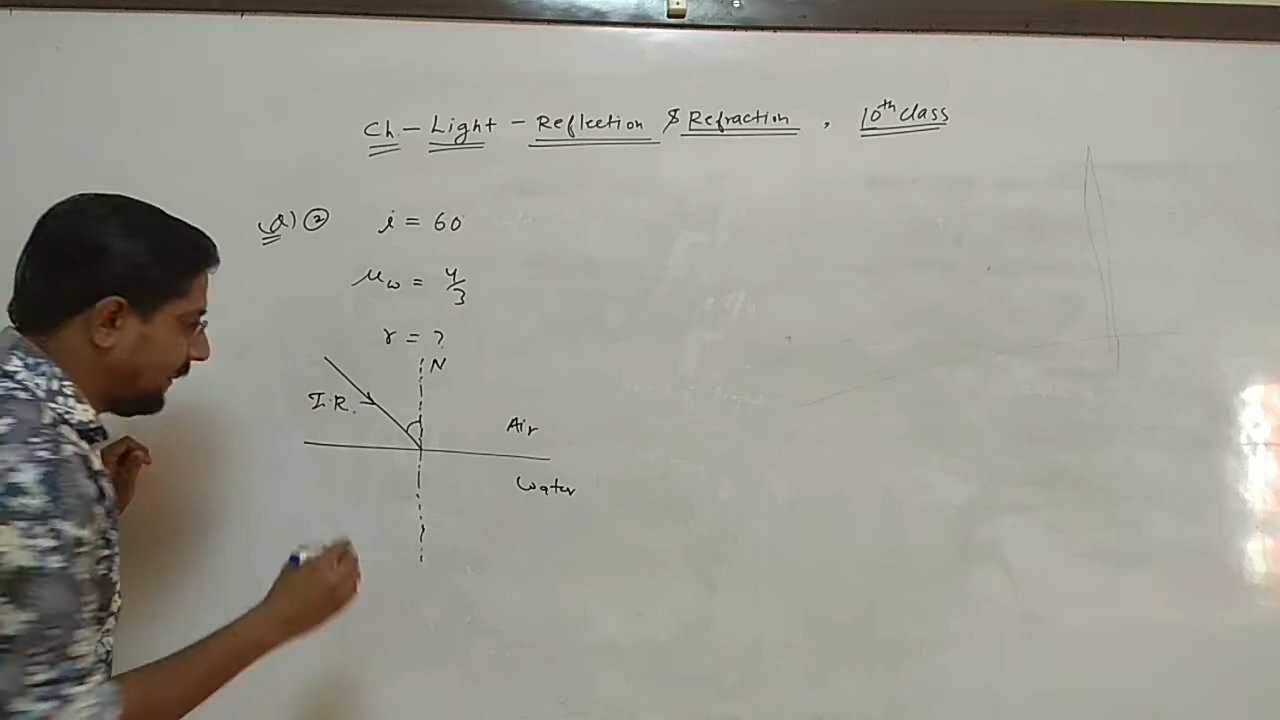 Ch - Light - Reflection & Refraction, 10th class
Q) ② i = 60
μw = 4/3
r = ?
N
I.R.
Air
Water